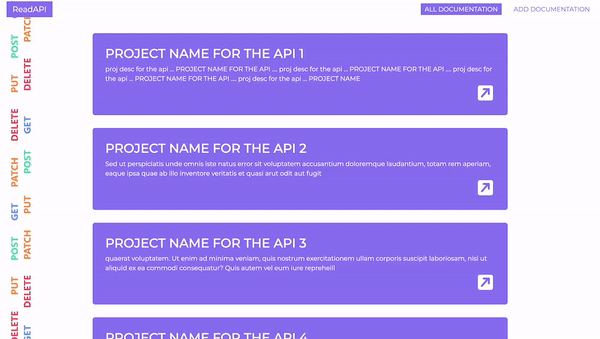 ReadAPI
ALL DOCUMENTATION
ADD DOCUMENTATION
PATCH
POST
DELETE
PUT
DELETE
GET
PATCH
POST
GET
PUT
POST
PATCH
PUT
DELETE
DELETE
GET
PROJECT NAME FOR THE API 1
proj desc for the api ... PROJECT NAME FOR THE API .... proj desc for the api ... PROJECT NAME FOR THE API .... proj desc for
the api ... PROJECT NAME FOR THE API .... proj desc for the api ... PROJECT NAME
PROJECT NAME FOR THE API 2
Sed ut perspiciatis unde omnis iste natus error sit voluptatem accusantium doloremque laudantium, totam rem aperiam,
eaque ipsa quae ab illo inventore veritatis et quasi arut odit aut fugit
PROJECT NAME FOR THE API 3
quaerat voluptatem. Ut enim ad minima veniam, quis nostrum exercitationem ullam corporis suscipit laboriosam, nisi ut
aliquid ex ea commodi consequatur? Quis autem vel eum iure repreheili
PROJECT NAME FOR THE API 4